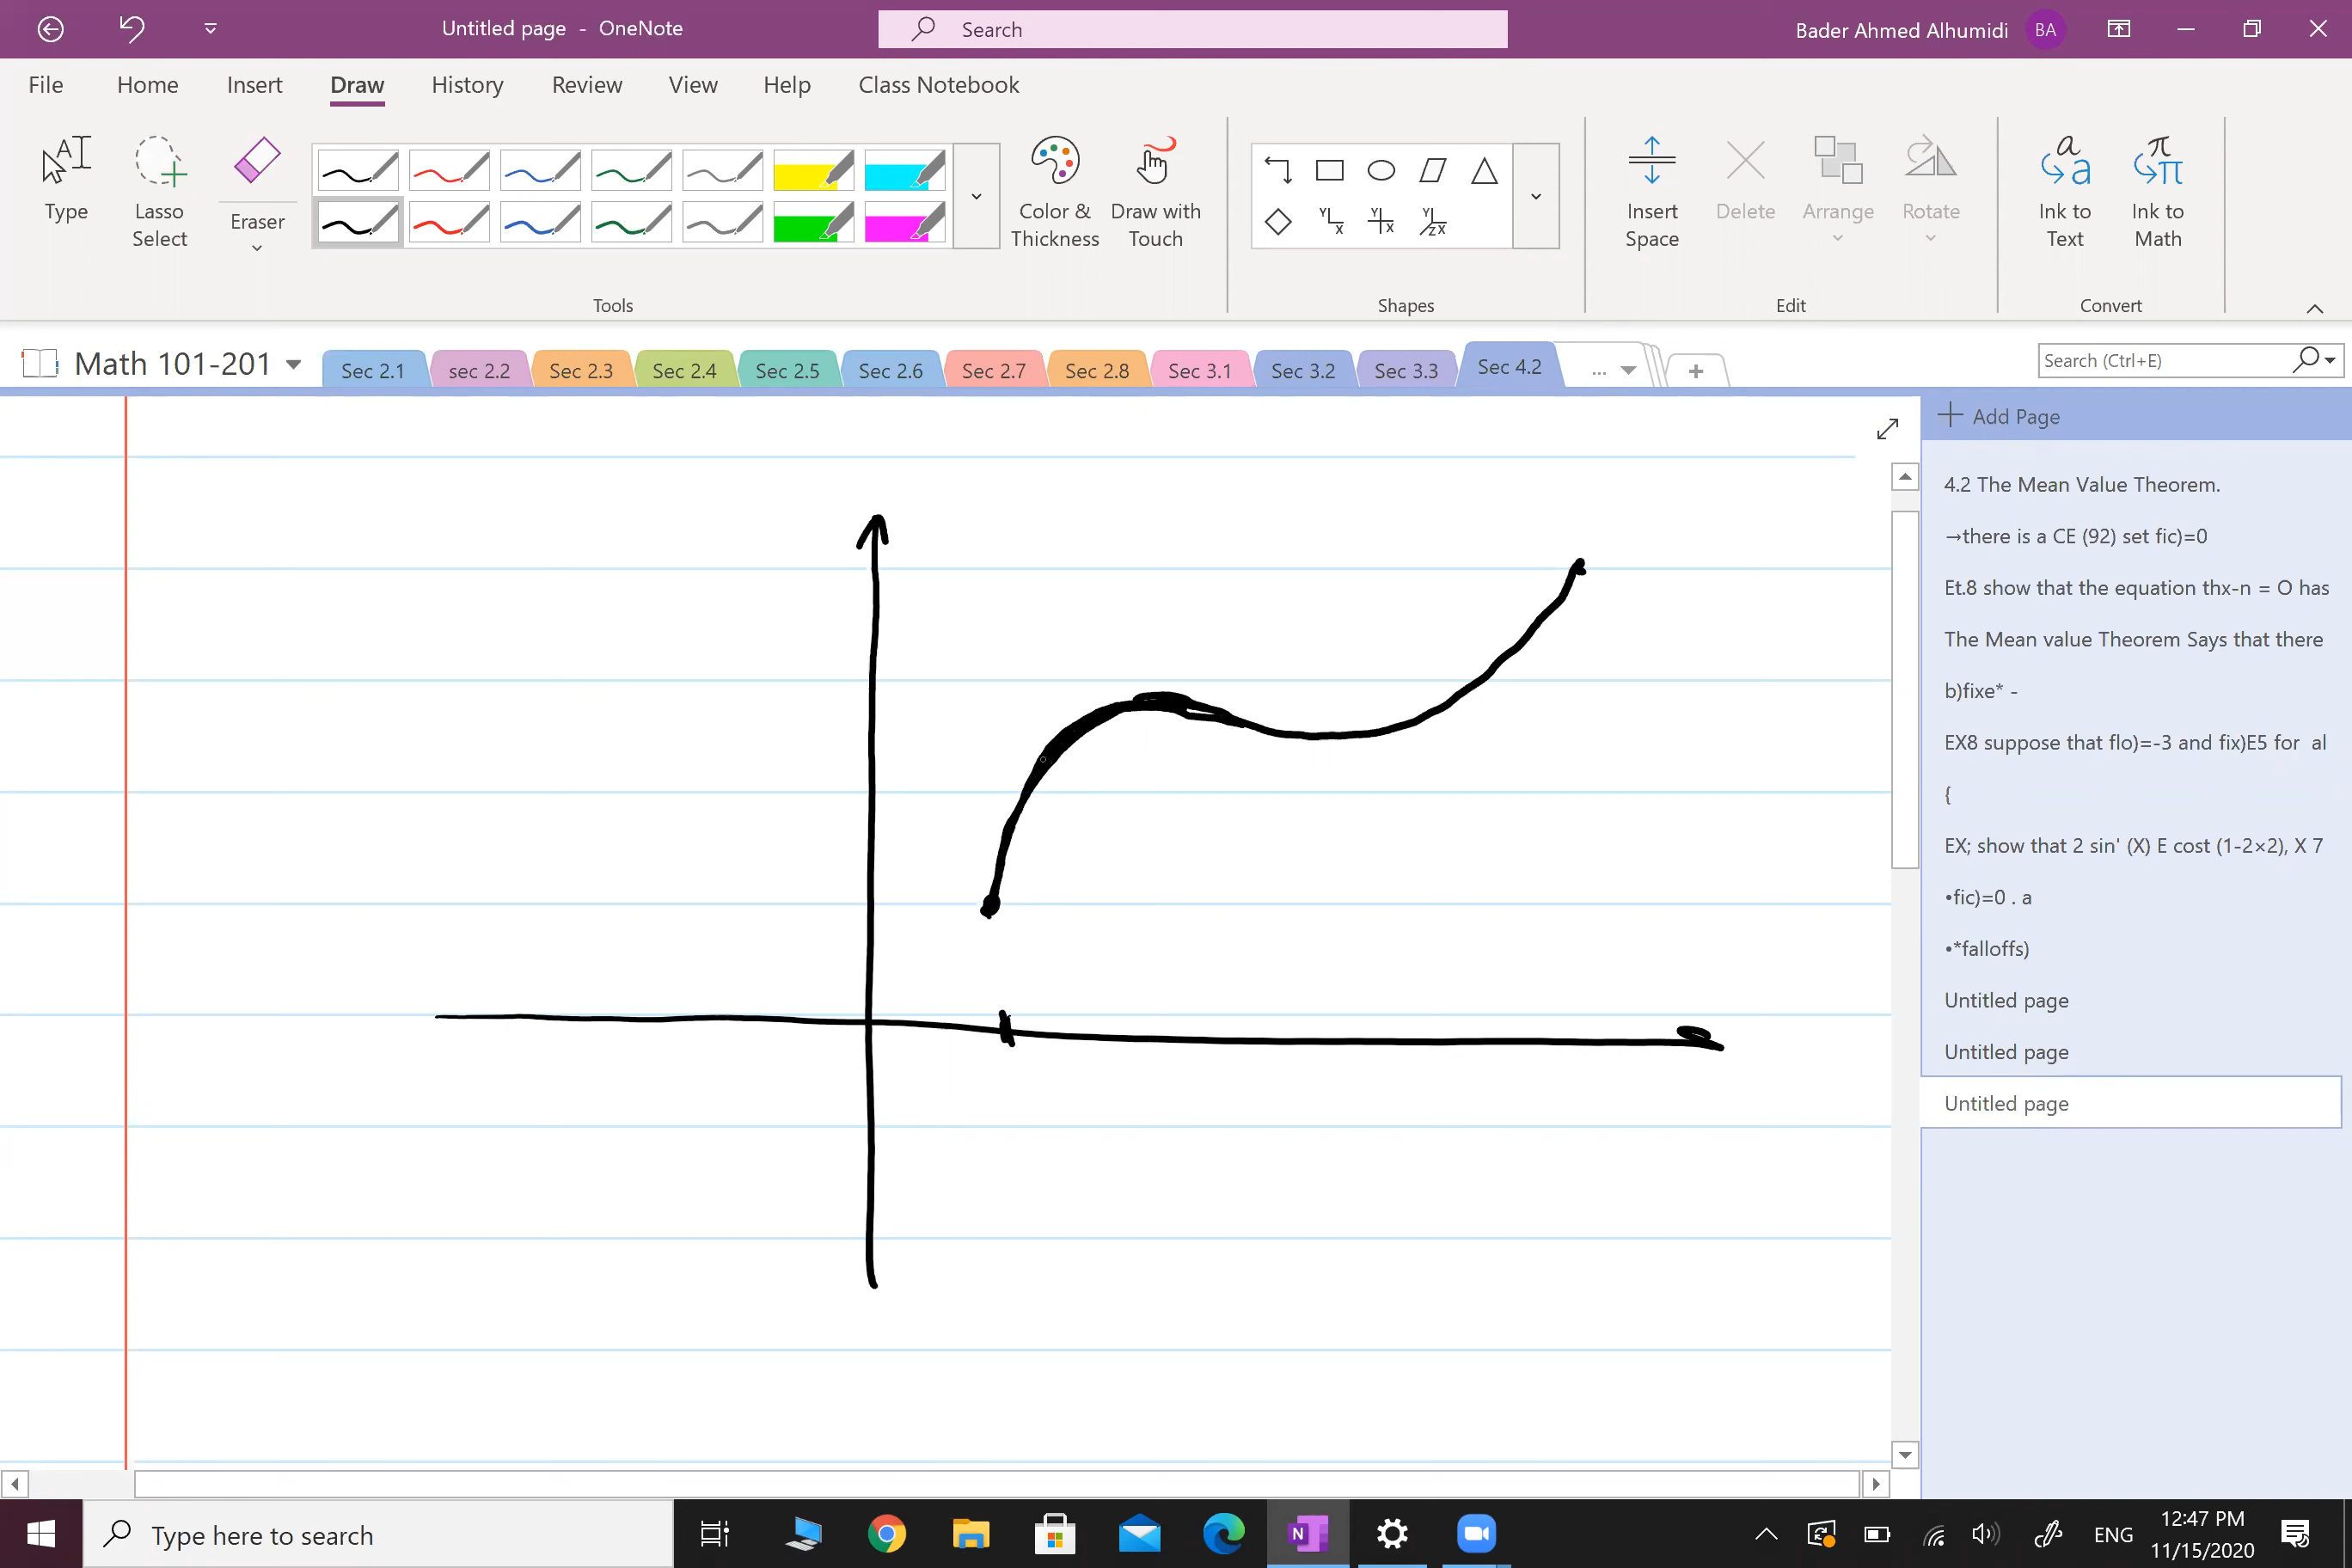 Untitled page - OneNote
Search
Bader Ahmed Alhumidi
BA
File Home Insert Draw History Review View Help Class Notebook
Type
Lasso Select
Eraser
Color & Thickness
Draw with Touch
Insert Space
Delete
Arrange
Rotate
Ink to Text
Ink to Math
Tools
Shapes
Edit
Convert
Math 101-201
Sec 2.1 sec 2.2 Sec 2.3 Sec 2.4 Sec 2.5 Sec 2.6 Sec 2.7 Sec 2.8 Sec 3.1 Sec 3.2 Sec 3.3 Sec 4.2 ...
Search (Ctrl+E)
Add Page
4.2 The Mean Value Theorem.
→there is a CE (92) set fic)=0
Et.8 show that the equation thx-n = O has
The Mean value Theorem Says that there
b)fixe* -
EX8 suppose that flo)=-3 and fix)E5 for al
{
EX; show that 2 sin' (X) E cost (1-2×2), X 7
•fic)=0 . a
•*falloffs)
Untitled page
Untitled page
Untitled page
Type here to search
ENG
12:47 PM
11/15/2020